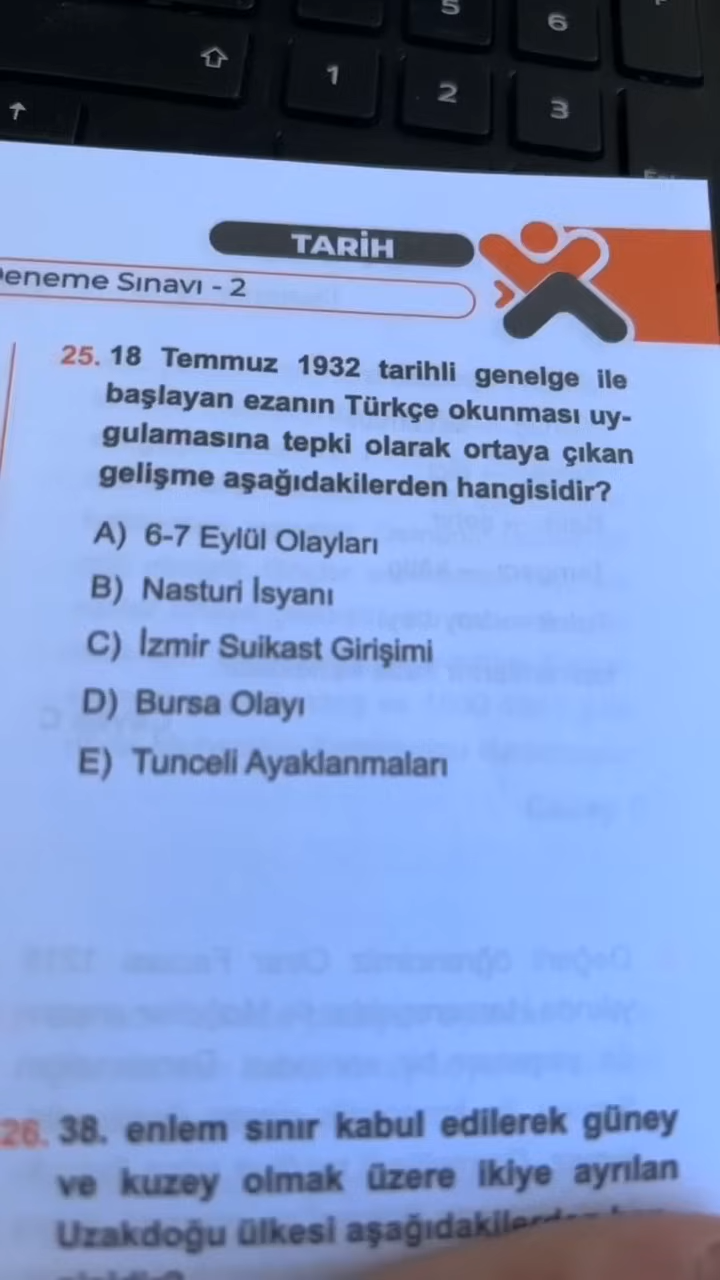 5
6
1
2
3
TARİH
eneme Sınavı - 2
25. 18 Temmuz 1932 tarihli genelge ile
başlayan ezanın Türkçe okunması uy-
gulamasına tepki olarak ortaya çıkan
gelişme aşağıdakilerden hangisidir?
A) 6-7 Eylül Olayları
B) Nasturi İsyanı
C) İzmir Suikast Girişimi
D) Bursa Olayı
E) Tunceli Ayaklanmaları
26. 38. enlem sınır kabul edilerek güney
ve kuzey olmak üzere ikiye ayrılan
Uzakdoğu ülkesi